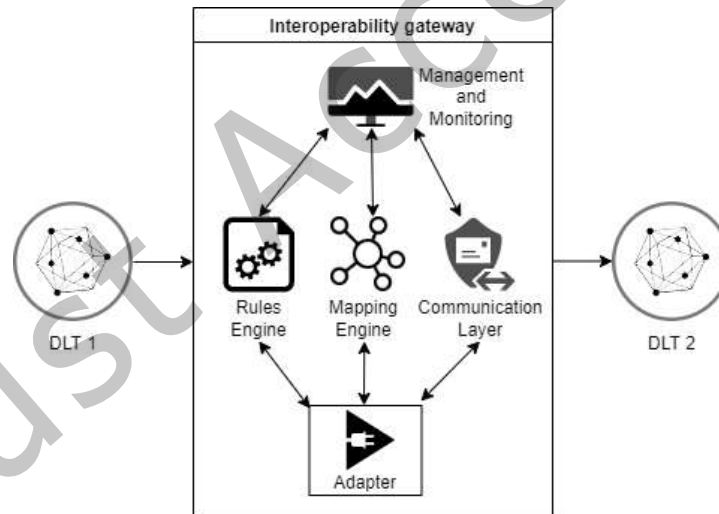 Interoperability gateway
Management
and
Monitoring
Rules
Engine
Mapping
Engine
Communication
Layer
DLT 1
DLT 2
Adapter